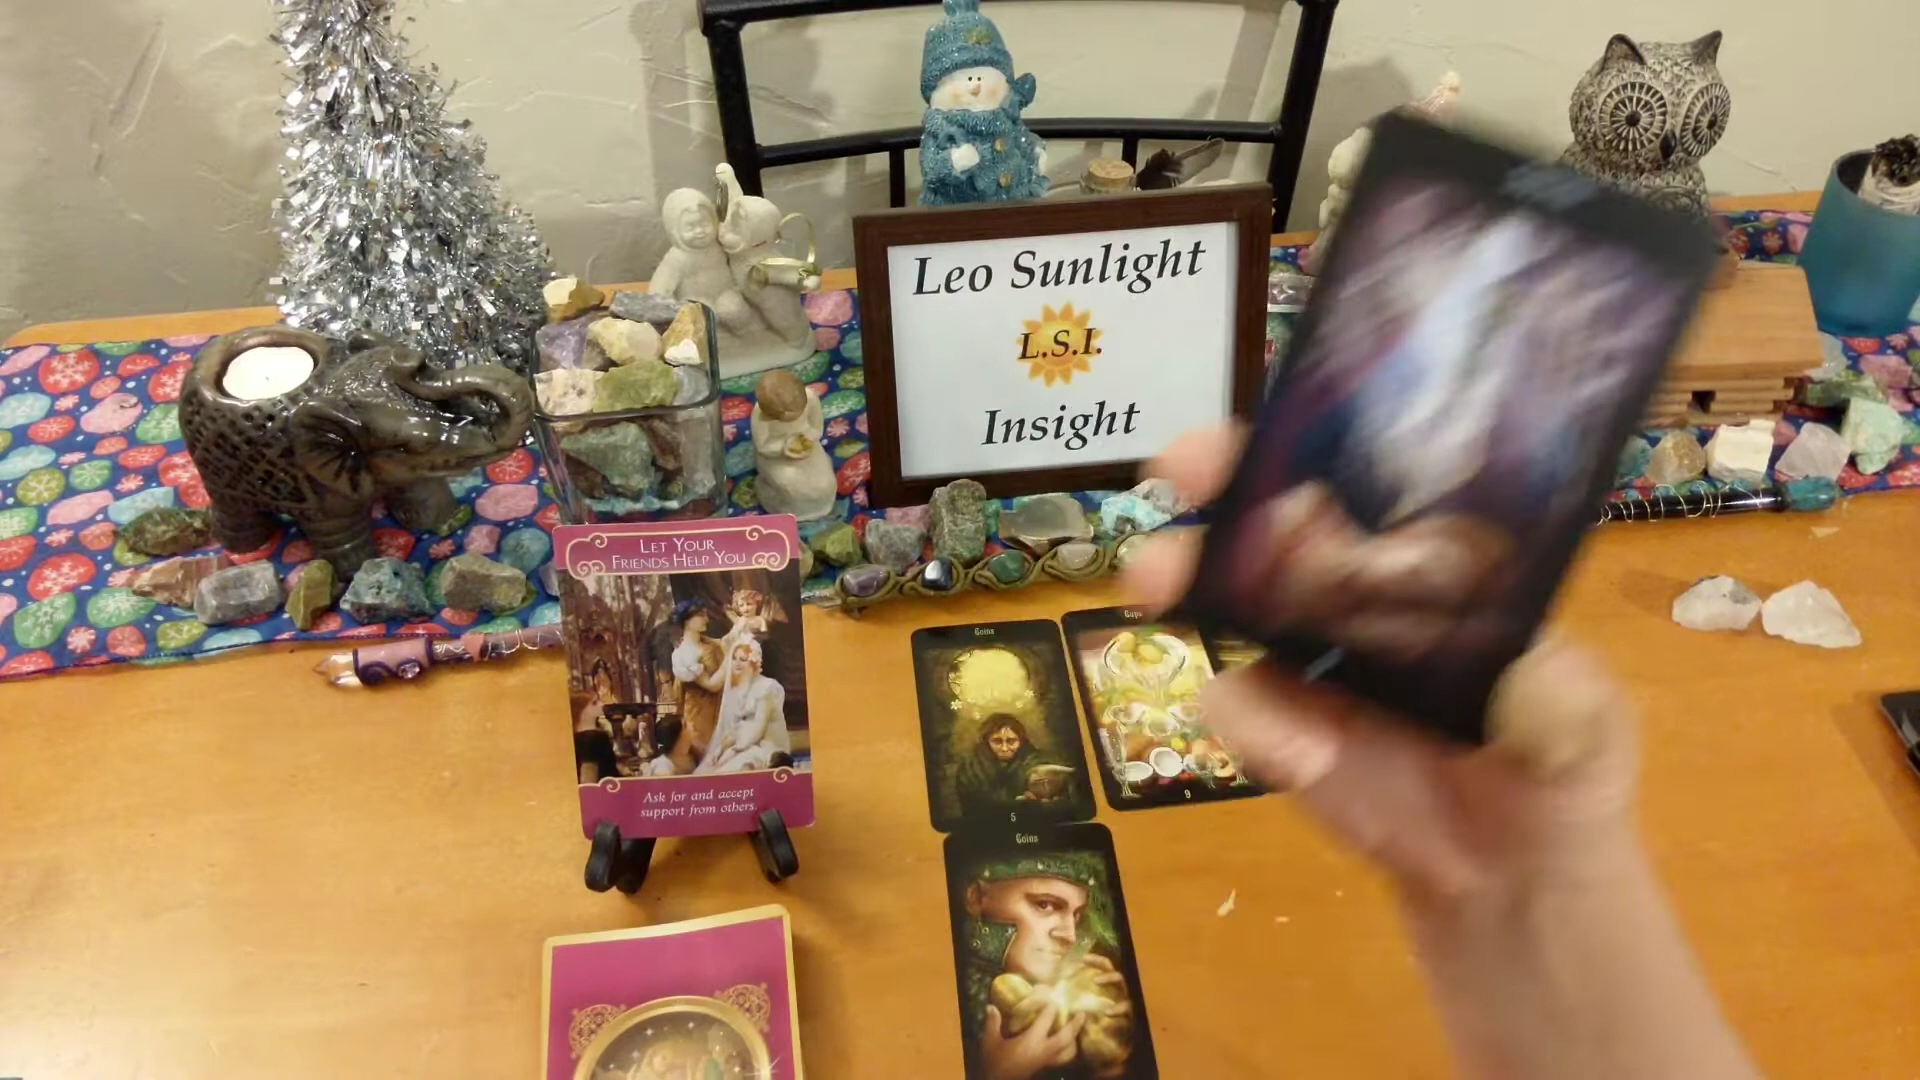 Leo Sunlight
L.S.I.
Insight
LET YOUR
FRIENDS HELP YOU
Ask for and accept
support from others.
Coins
5
Cups
9
Coins